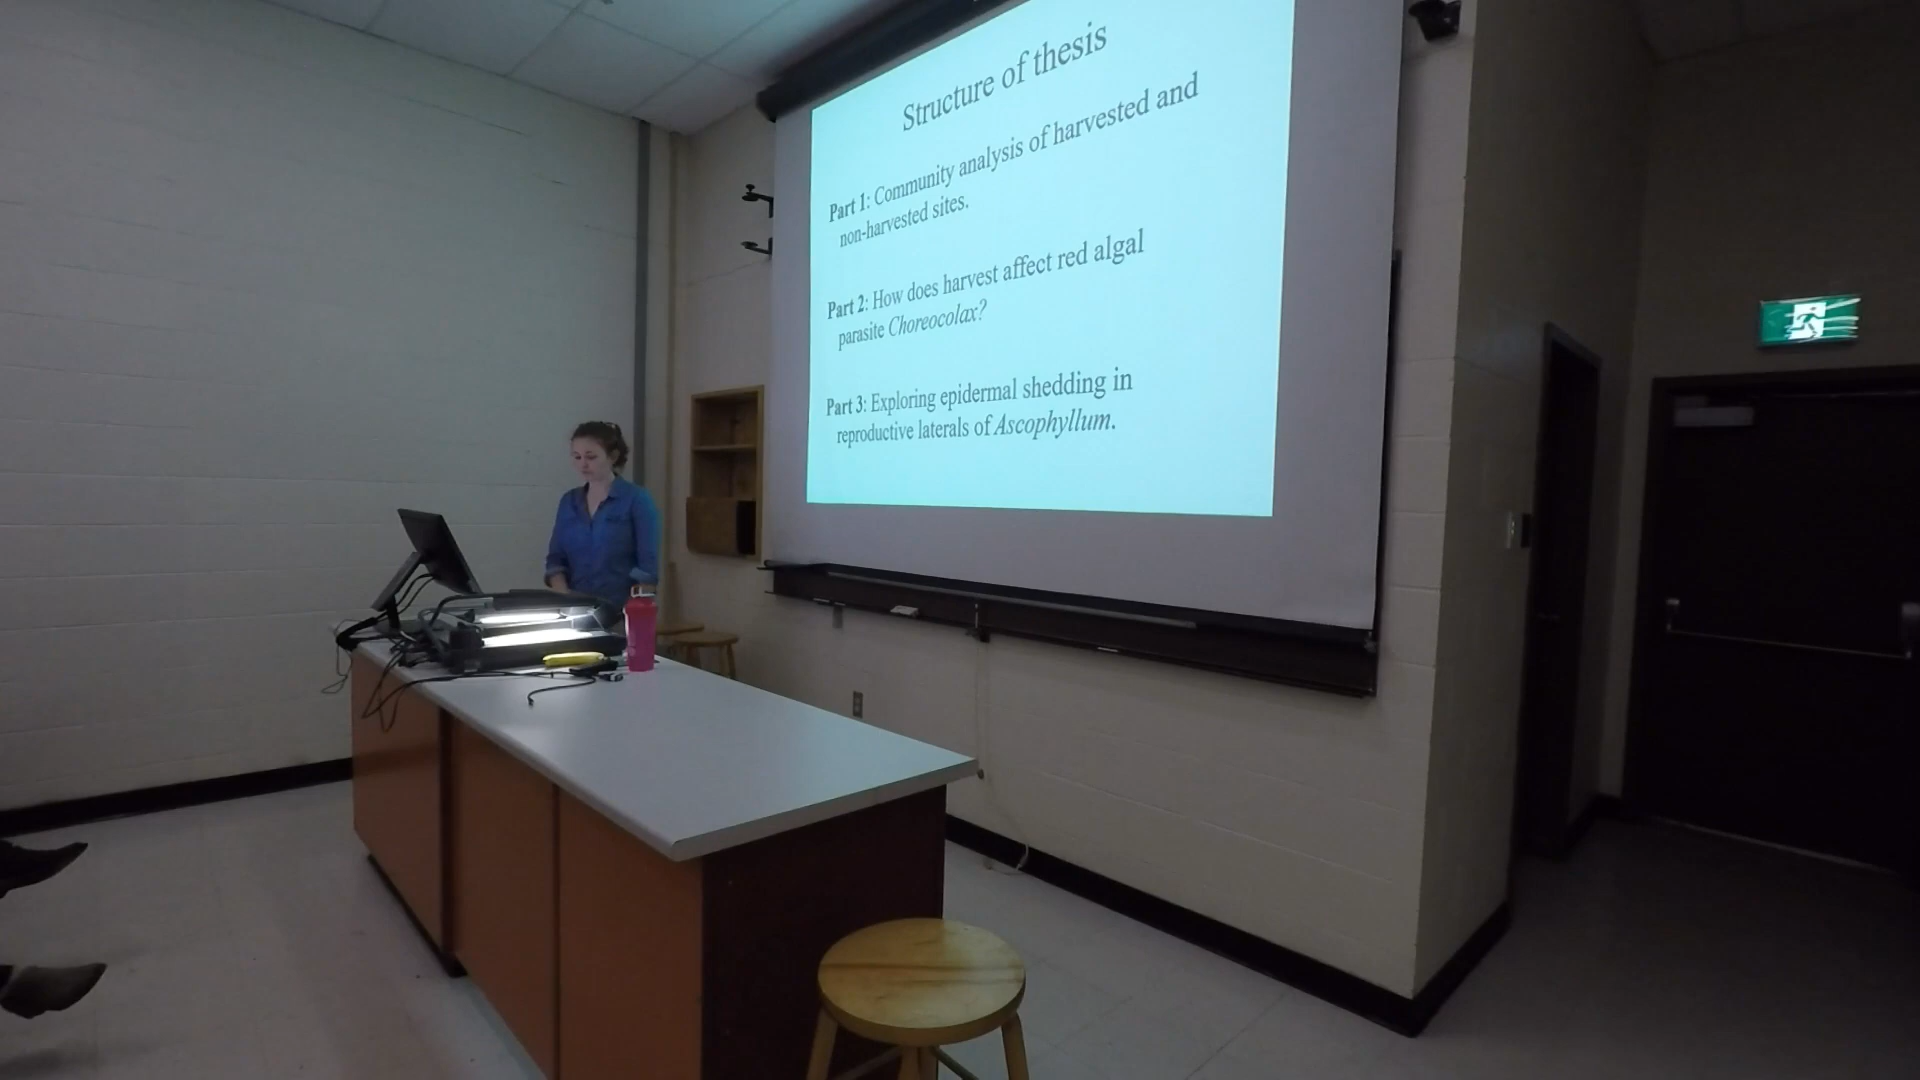 Structure of thesis
Part 1: Community analysis of harvested and
non-harvested sites.
Part 2: How does harvest affect red algal
parasite Choreocolax?
Part 3: Exploring epidermal shedding in
reproductive laterals of Ascophyllum.